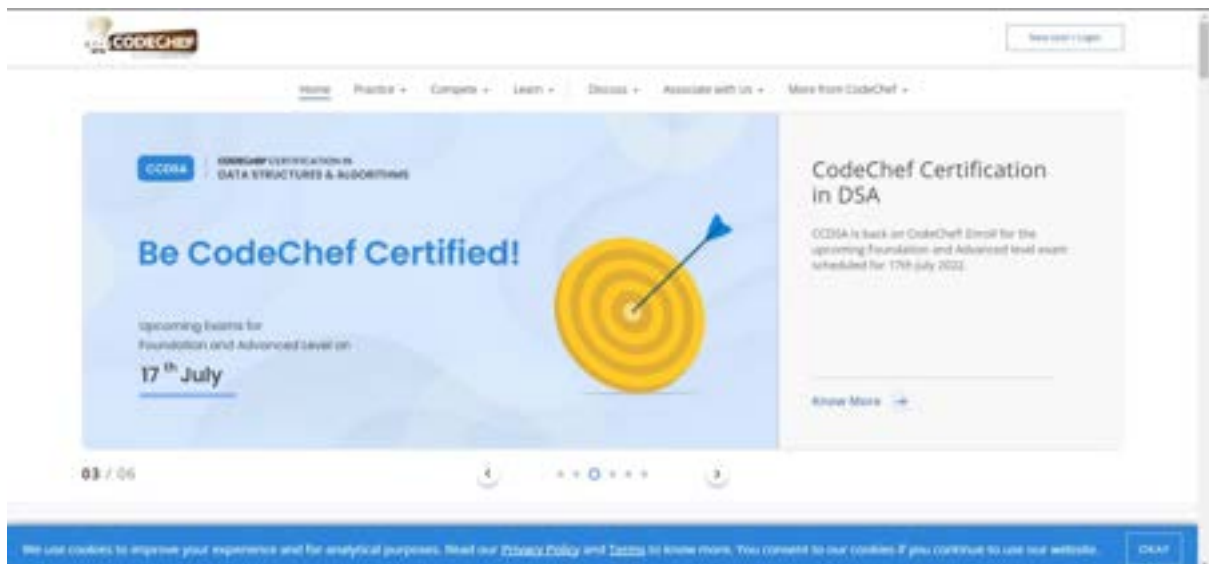 CODECHEF
New user? Login
Home Practice Compete Learn Discuss Associate with Us More from CodeChef
CCDSA
CODECHEF CERTIFICATION IN
DATA STRUCTURES & ALGORITHMS
Be CodeChef Certified!
Upcoming Exams for
Foundation and Advanced Level on
17th July
CodeChef Certification
in DSA
CCDSA is back on CodeChef! Enroll for the
upcoming Foundation and Advanced level exam
scheduled for 17th July 2022.
Know More
03 / 06
We use cookies to improve your experience and for analytical purposes. Read our Privacy Policy and Terms to know more. You consent to our cookies if you continue to use our website.
OKAY